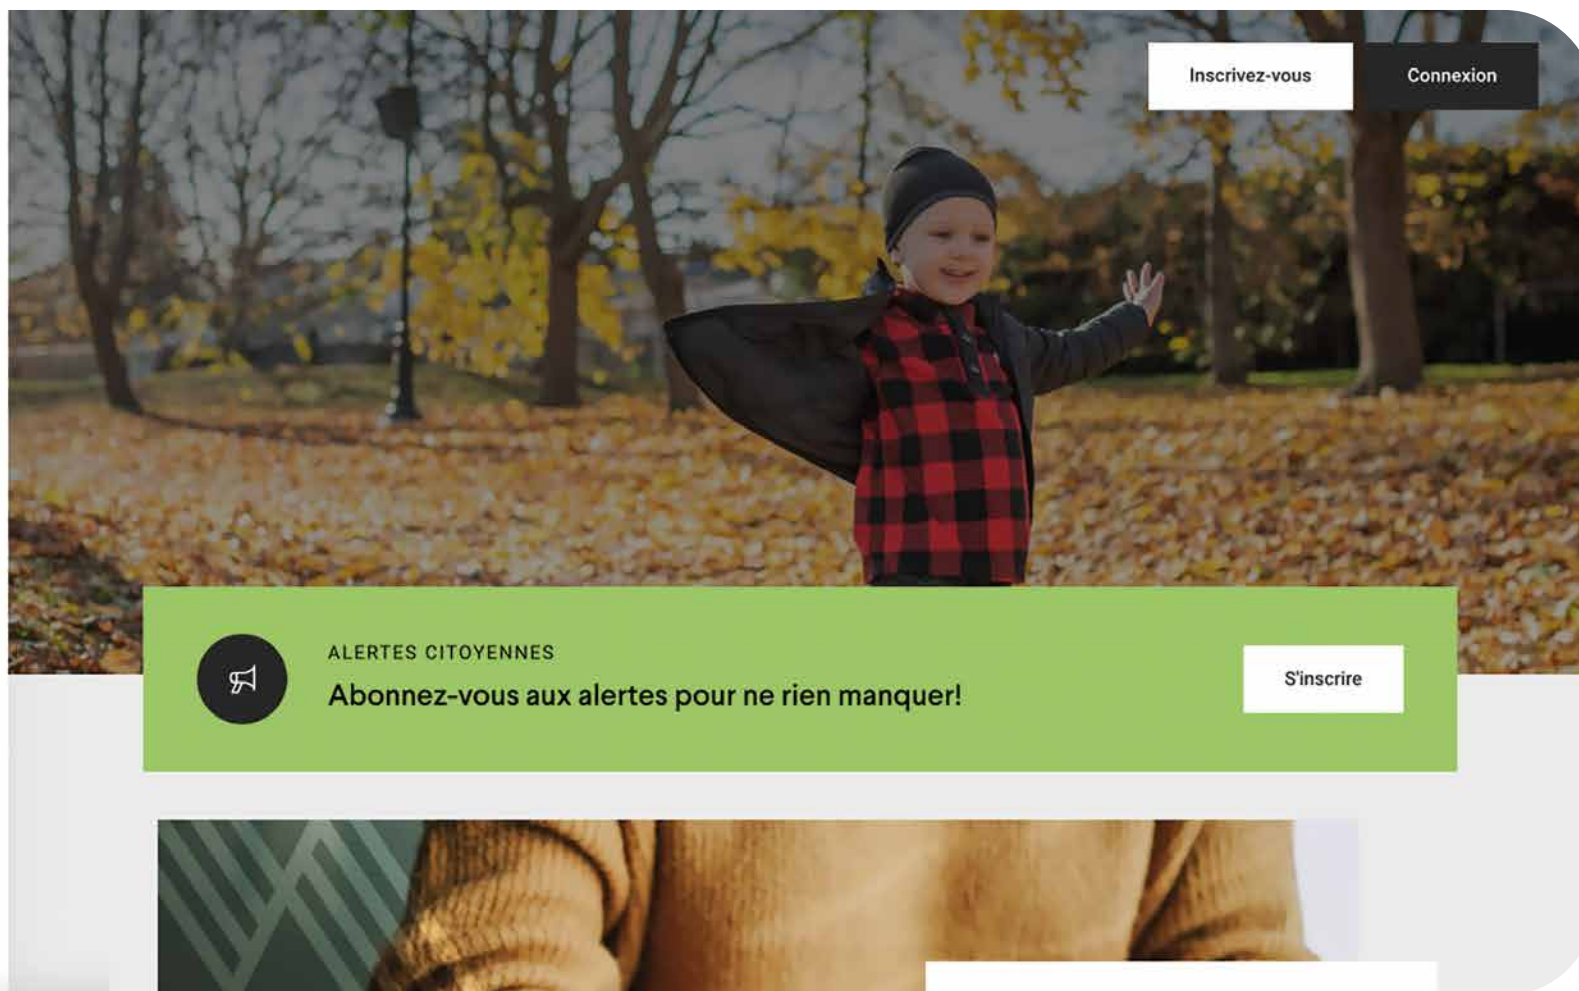 Inscrivez-vous
Connexion
ALERTES CITOYENNES
Abonnez-vous aux alertes pour ne rien manquer!
S'inscrire